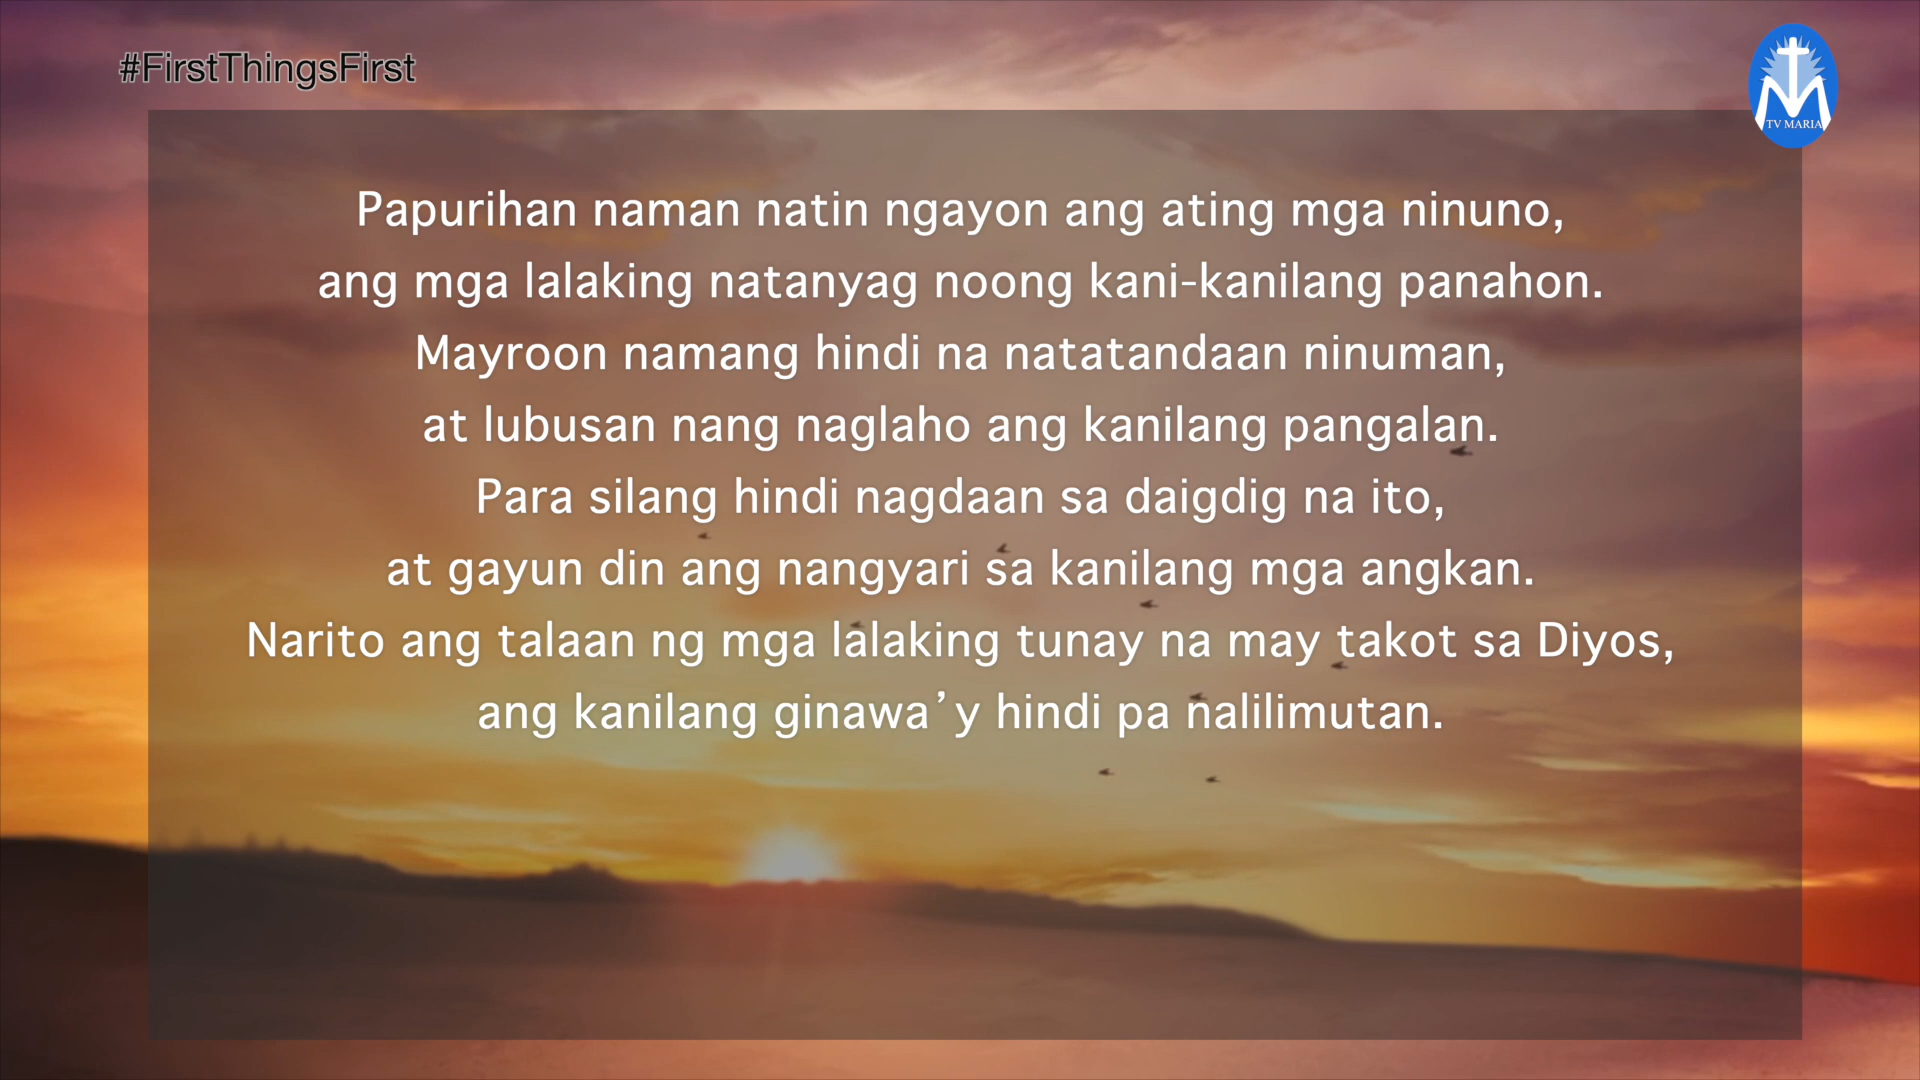 #FirstThingsFirst
TV MARIA
Papurihan naman natin ngayon ang ating mga ninuno,
ang mga lalaking natanyag noong kani-kanilang panahon.
Mayroon namang hindi na natatandaan ninuman,
at lubusan nang naglaho ang kanilang pangalan.
Para silang hindi nagdaan sa daigdig na ito,
at gayun din ang nangyari sa kanilang mga angkan.
Narito ang talaan ng mga lalaking tunay na may takot sa Diyos,
ang kanilang ginawa’y hindi pa nalilimutan.